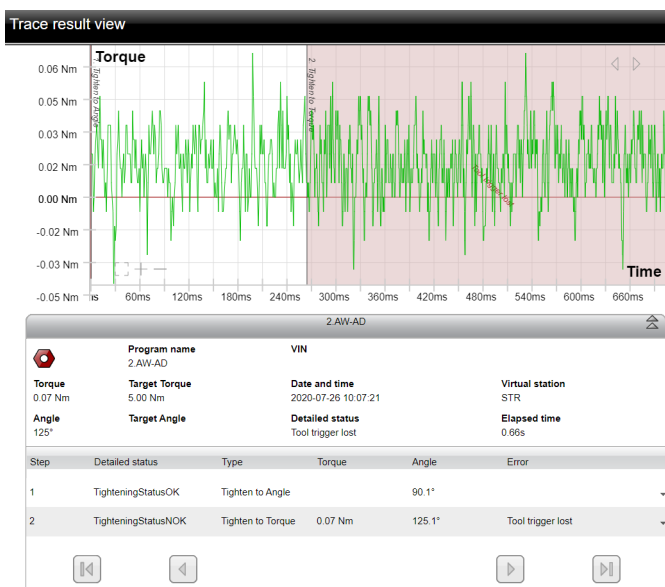 Trace result view
Torque
0.06 Nm
0.05 Nm
0.03 Nm
0.02 Nm
0.00 Nm
-0.02 Nm
-0.03 Nm
-0.05 Nm
1. Tighten to Angle
2. Tighten to Torque
Tool trigger lost
Time
ms 60ms 120ms 180ms 240ms 300ms 360ms 420ms 480ms 540ms 600ms 660ms
2.AW-AD
Program name VIN
2.AW-AD
Torque Target Torque Date and time Virtual station
0.07 Nm 5.00 Nm 2020-07-26 10:07:21 STR
Angle Target Angle Detailed status Elapsed time
125° Tool trigger lost 0.66s
Step Detailed status Type Torque Angle Error
1 TighteningStatusOK Tighten to Angle 90.1°
2 TighteningStatusNOK Tighten to Torque 0.07 Nm 125.1° Tool trigger lost